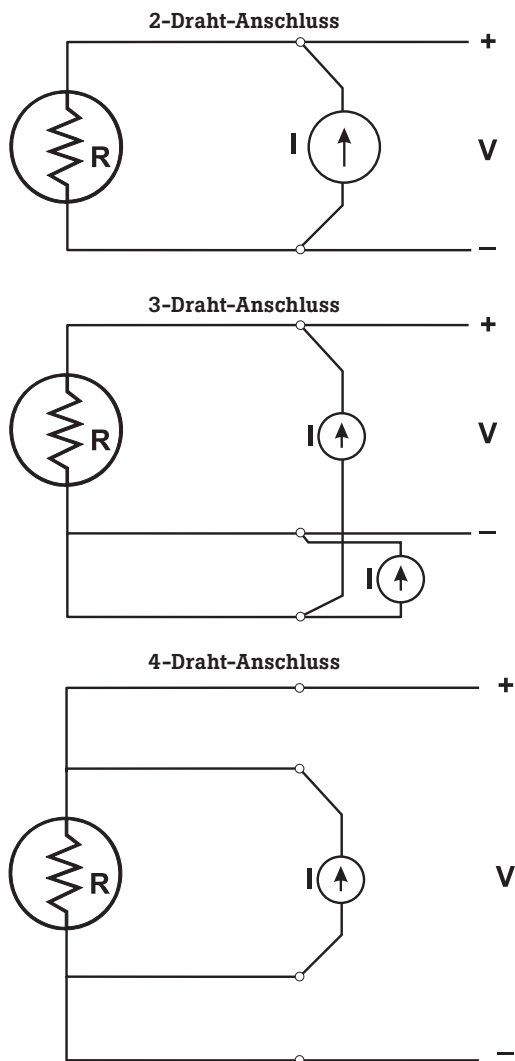 2-Draht-Anschluss
+
R
I
V
–
3-Draht-Anschluss
+
R
I
V
–
I
4-Draht-Anschluss
+
R
I
V
–